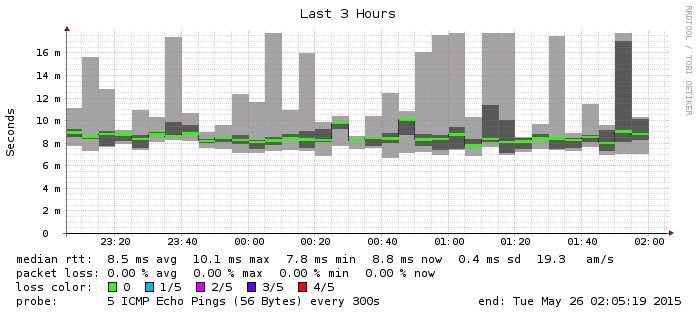 Last 3 Hours
RRDTOOL / TOBI OETIKER
Seconds
16 m
14 m
12 m
10 m
8 m
6 m
4 m
2 m
0
23:20 23:40 00:00 00:20 00:40 01:00 01:20 01:40 02:00
median rtt: 8.5 ms avg 10.1 ms max 7.8 ms min 8.8 ms now 0.4 ms sd 19.3 am/s
packet loss: 0.00 % avg 0.00 % max 0.00 % min 0.00 % now
loss color: 0 1/5 2/5 3/5 4/5
probe: 5 ICMP Echo Pings (56 Bytes) every 300s end: Tue May 26 02:05:19 2015